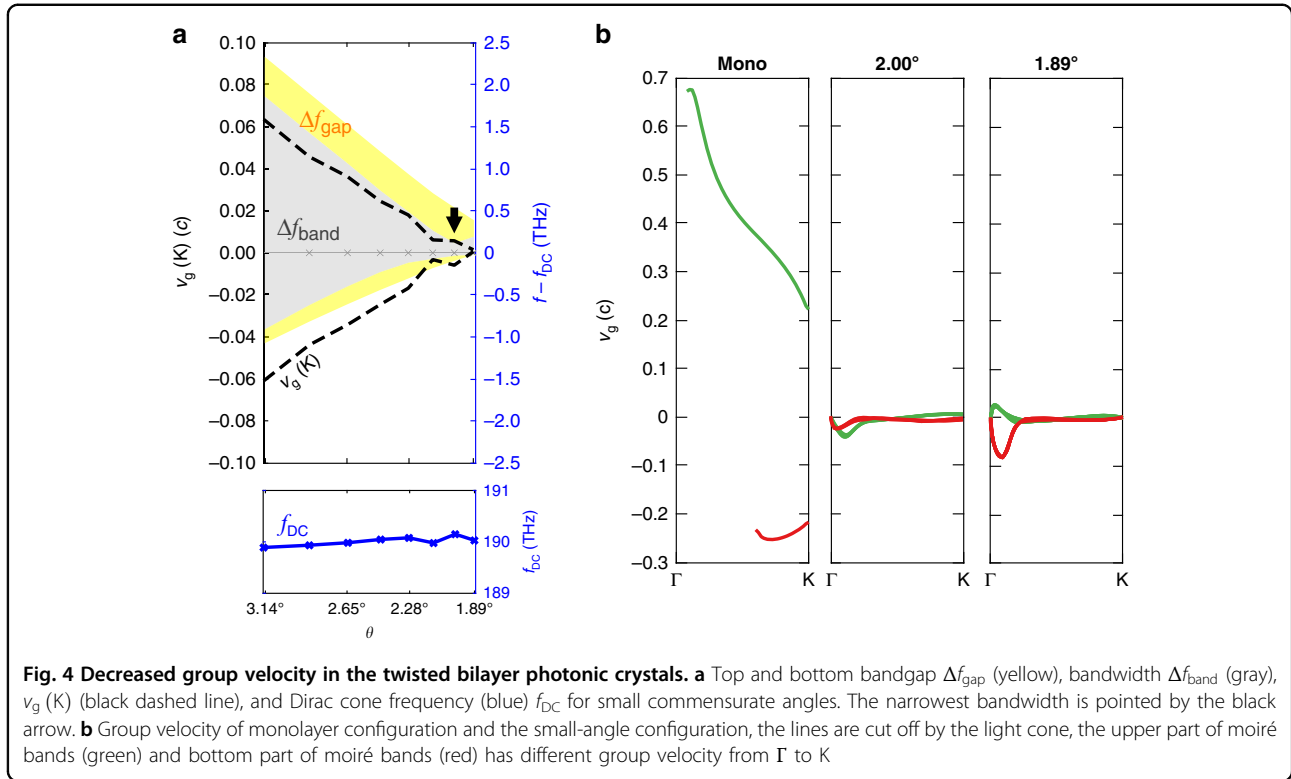 a
0.10
0.08
0.06
0.04
0.02
0.00
−0.02
−0.04
−0.06
−0.08
−0.10
v_g (K) (c)
Δf_gap
Δf_band
v_g (K)
2.5
2.0
1.5
1.0
0.5
0
−0.5
−1.0
−1.5
−2.0
−2.5
f – f_DC (THz)
f_DC
191
190
189
f_DC (THz)
3.14° 2.65° 2.28° 1.89°
θ
b
Mono 2.00° 1.89°
0.7
0.6
0.5
0.4
0.3
0.2
0.1
0
−0.1
−0.2
−0.3
v_g (c)
Γ K Γ K Γ K
Fig. 4 Decreased group velocity in the twisted bilayer photonic crystals. a Top and bottom bandgap Δf_gap (yellow), bandwidth Δf_band (gray),
v_g (K) (black dashed line), and Dirac cone frequency (blue) f_DC for small commensurate angles. The narrowest bandwidth is pointed by the black
arrow. b Group velocity of monolayer configuration and the small-angle configuration, the lines are cut off by the light cone, the upper part of moiré
bands (green) and bottom part of moiré bands (red) has different group velocity from Γ to K